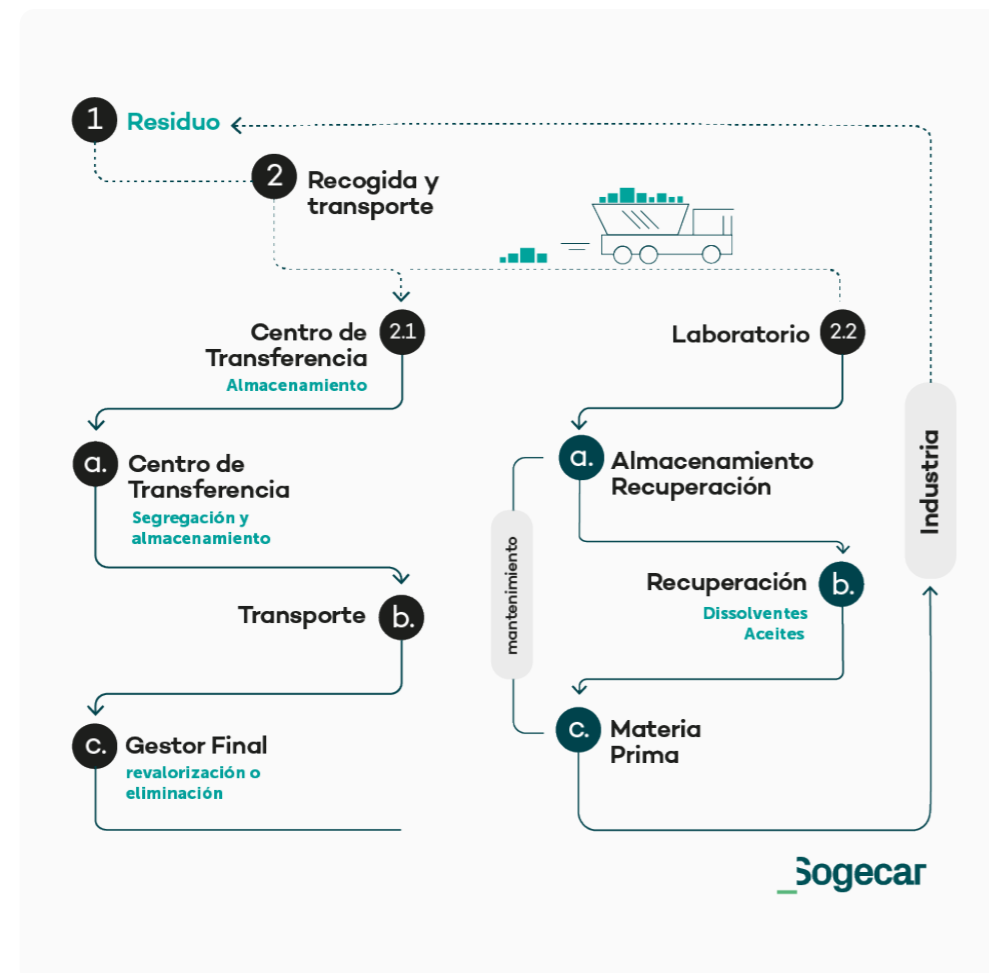 1 Residuo
2 Recogida y
transporte
Centro de 2.1
Transferencia
Almacenamiento
Laboratorio 2.2
a. Centro de
Transferencia
Segregación y
almacenamiento
Transporte b.
c. Gestor Final
revalorización o
eliminación
mantenimiento
a. Almacenamiento
Recuperación
Recuperación b.
Dissolventes
Aceites
c. Materia
Prima
Industria
_Sogecar